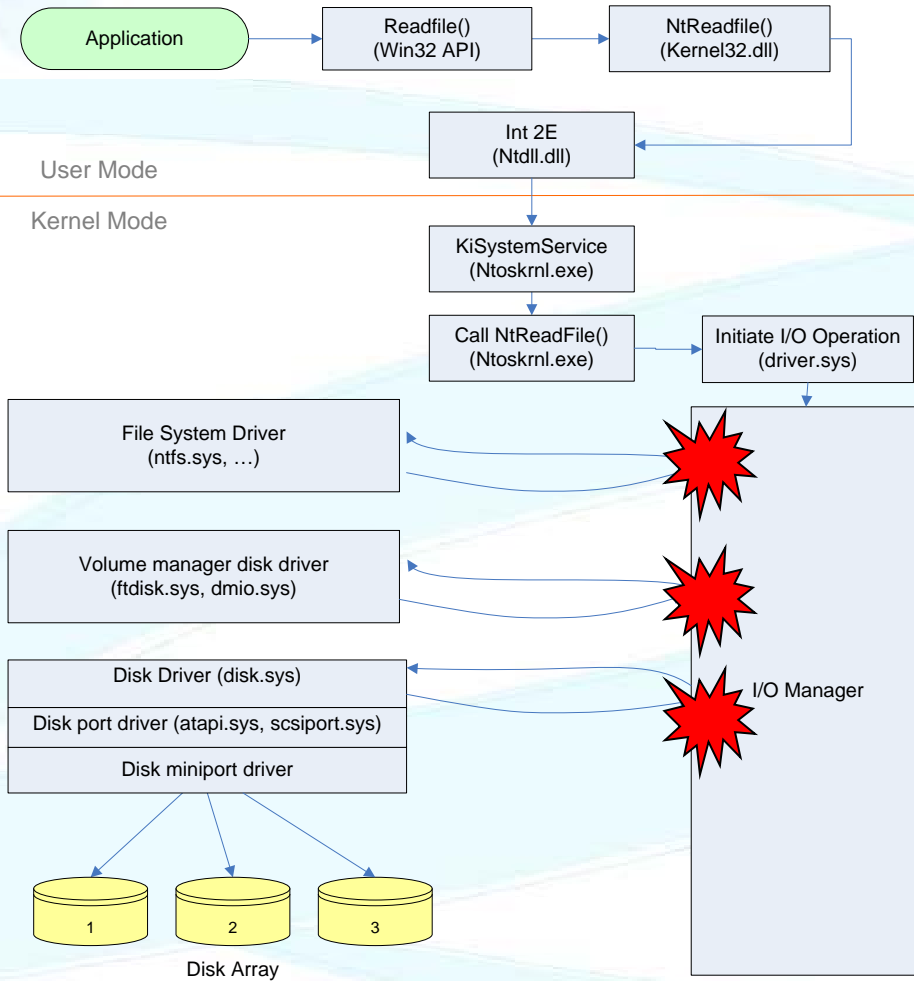 Application
Readfile()
(Win32 API)
NtReadfile()
(Kernel32.dll)
Int 2E
(Ntdll.dll)
User Mode
Kernel Mode
KiSystemService
(Ntoskrnl.exe)
Call NtReadFile()
(Ntoskrnl.exe)
Initiate I/O Operation
(driver.sys)
File System Driver
(ntfs.sys, …)
Volume manager disk driver
(ftdisk.sys, dmio.sys)
Disk Driver (disk.sys)
I/O Manager
Disk port driver (atapi.sys, scsiport.sys)
Disk miniport driver
1
2
3
Disk Array